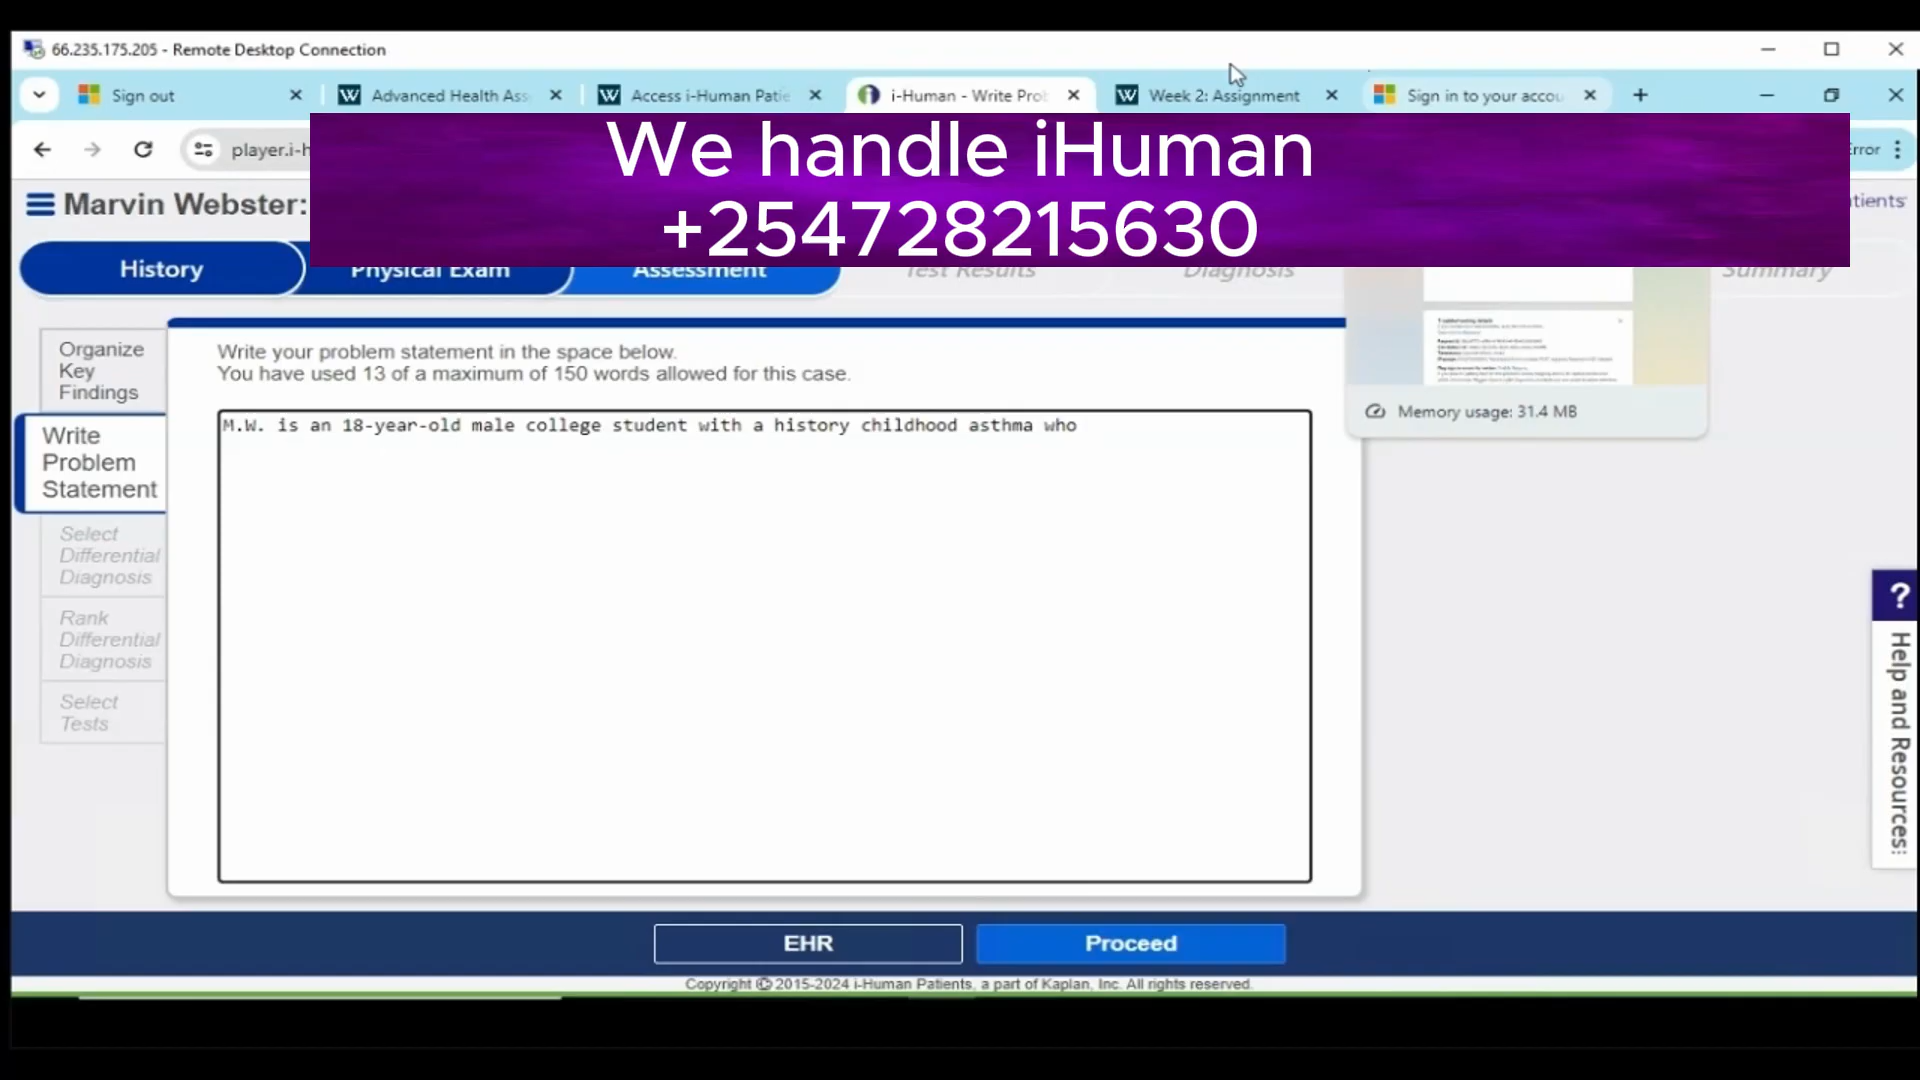 66.235.175.205 - Remote Desktop Connection
Sign out
Advanced Health Ass
Access i-Human Patie
i-Human - Write Prob
Week 2: Assignment
Sign in to your accou
player.i-h
We handle iHuman
+254728215630
Error
Marvin Webster:
atients
History
Physical Exam
Assessment
Test Results
Diagnosis
Summary
Organize
Key
Findings
Write
Problem
Statement
Select
Differential
Diagnosis
Rank
Differential
Diagnosis
Select
Tests
Write your problem statement in the space below.
You have used 13 of a maximum of 150 words allowed for this case.
M.W. is an 18-year-old male college student with a history childhood asthma who
Memory usage: 31.4 MB
?
Help and Resources:
EHR
Proceed
Copyright © 2015-2024 i-Human Patients, a part of Kaplan, Inc. All rights reserved.